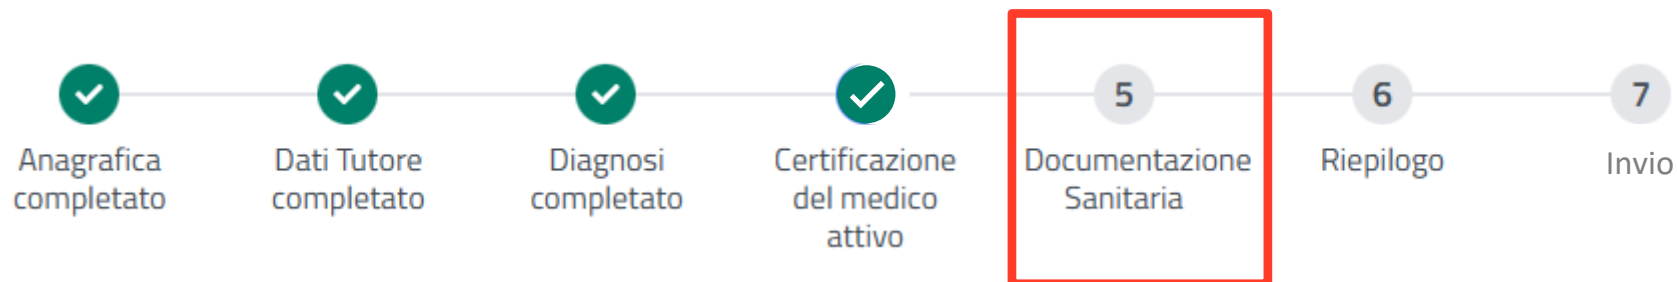 5
6
7
Anagrafica
completato
Dati Tutore
completato
Diagnosi
completato
Certificazione
del medico
attivo
Documentazione
Sanitaria
Riepilogo
Invio